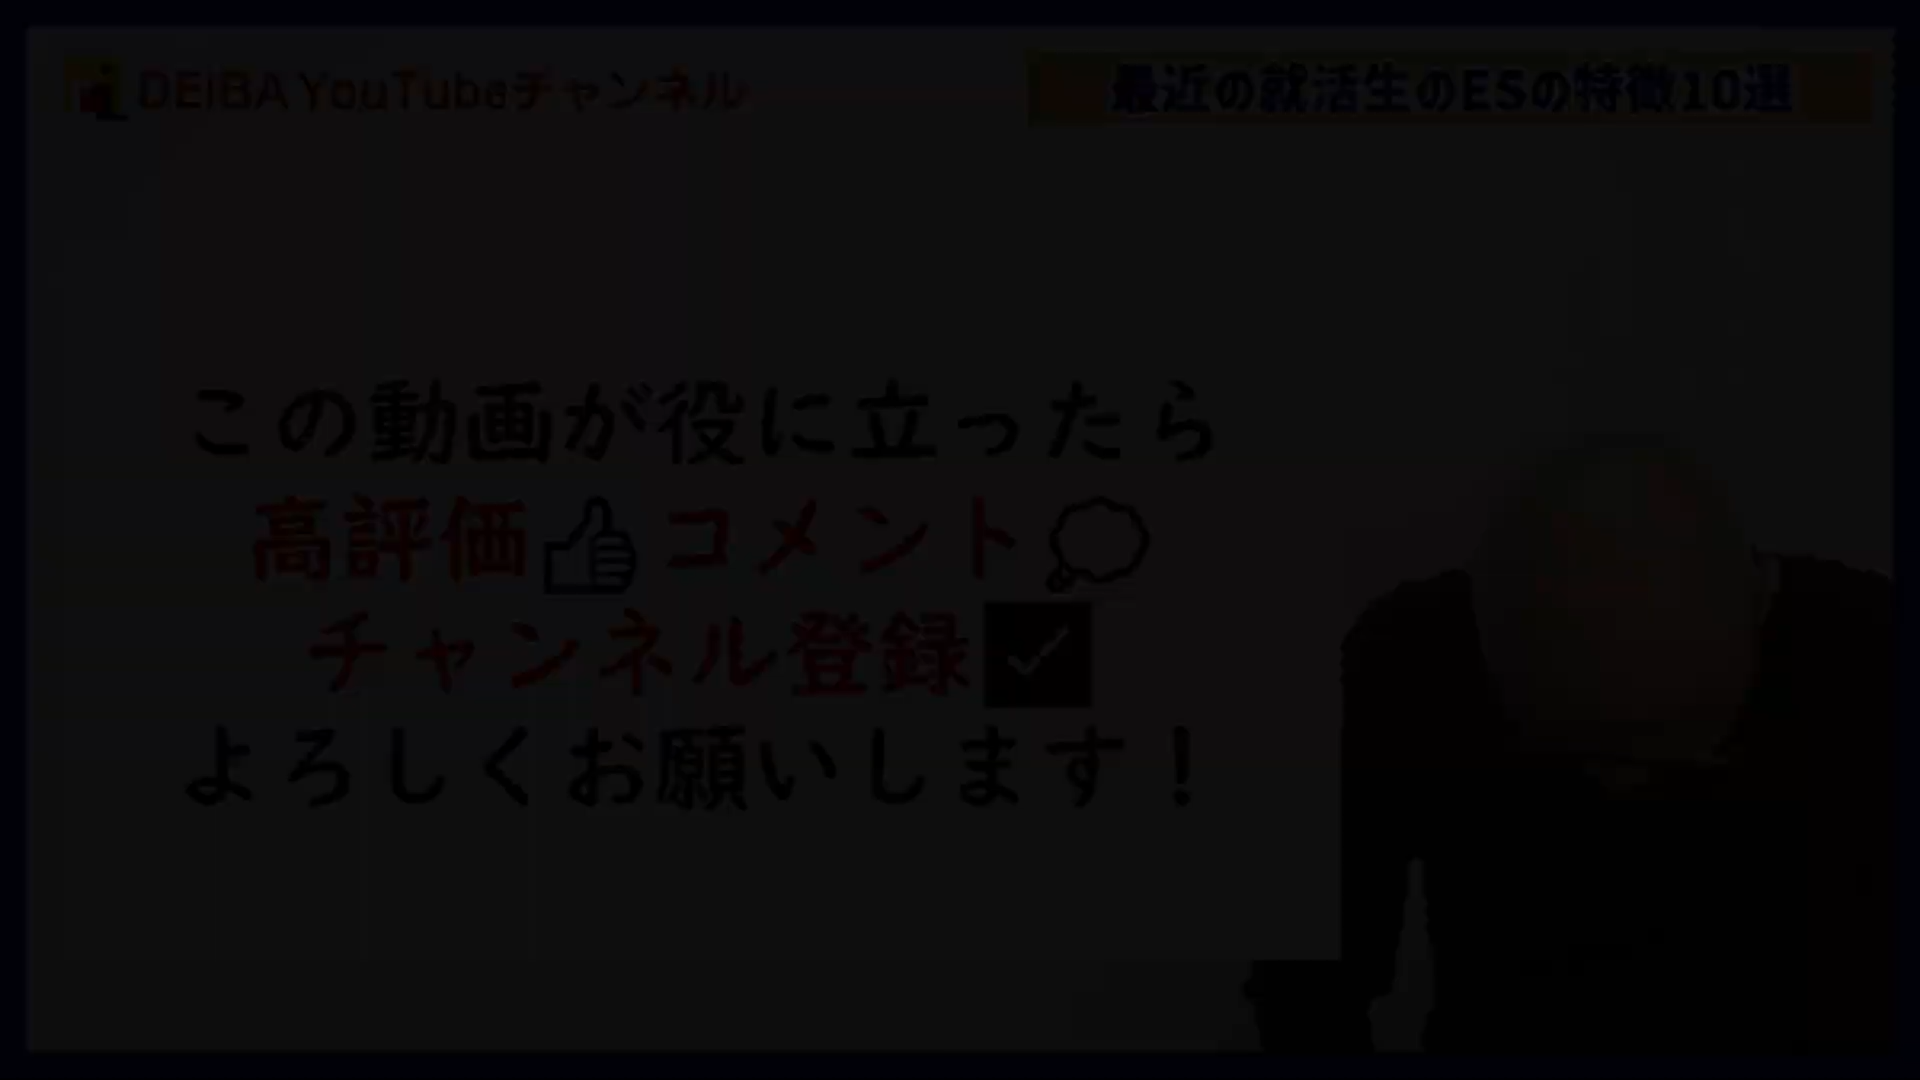 DEiBA YouTubeチャンネル
最近の就活生のESの特徴10選
この動画が役に立ったら
高評価 コメント
チャンネル登録
よろしくお願いします！